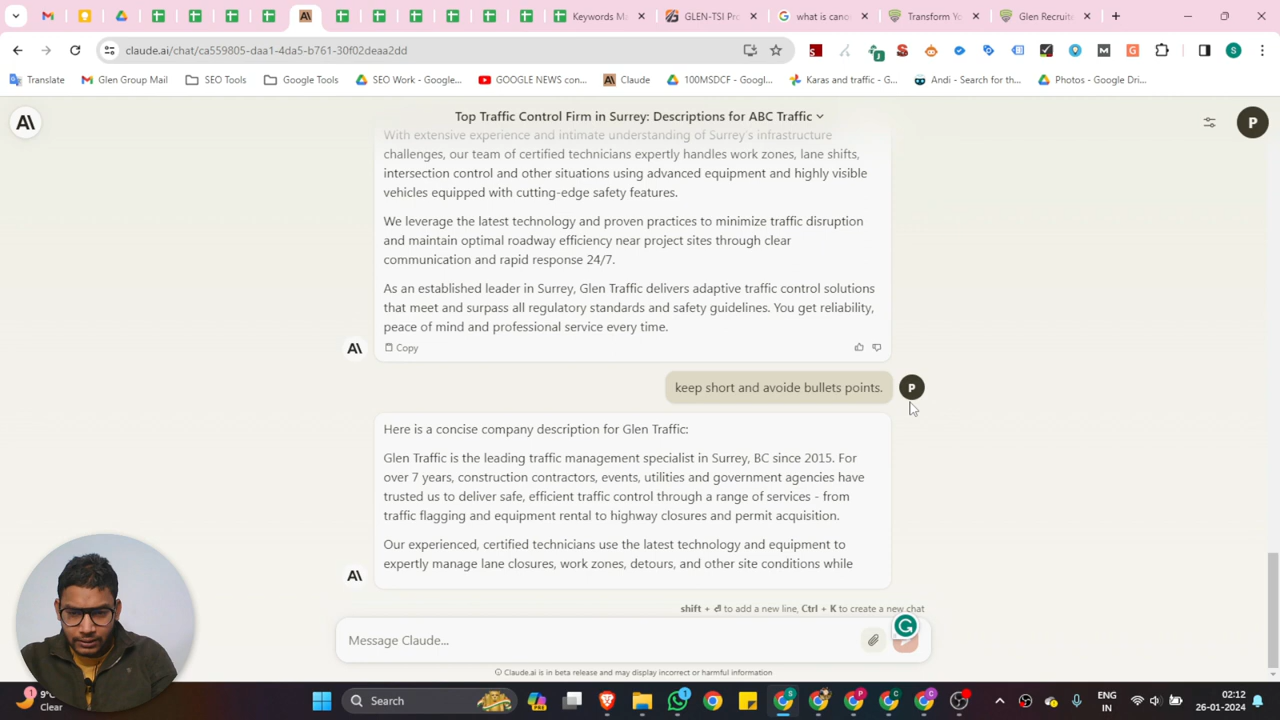 Keywords M
GLEN-TSI Pro
what is cano
Transform Yo
Glen Recruite
claude.ai/chat/ca559805-daa1-4da5-b761-30f02deaa2dd
Translate
Glen Group Mail
SEO Tools
Google Tools
SEO Work - Google...
GOOGLE NEWS con...
Claude
100MSDCF - Googl...
Karas and traffic - G...
Andi - Search for th...
Photos - Google Dri...
Top Traffic Control Firm in Surrey: Descriptions for ABC Traffic
P
With extensive experience and intimate understanding of Surrey's infrastructure
challenges, our team of certified technicians expertly handles work zones, lane shifts,
intersection control and other situations using advanced equipment and highly visible
vehicles equipped with cutting-edge safety features.
We leverage the latest technology and proven practices to minimize traffic disruption
and maintain optimal roadway efficiency near project sites through clear
communication and rapid response 24/7.
As an established leader in Surrey, Glen Traffic delivers adaptive traffic control solutions
that meet and surpass all regulatory standards and safety guidelines. You get reliability,
peace of mind and professional service every time.
Copy
keep short and avoide bullets points.
P
Here is a concise company description for Glen Traffic:
Glen Traffic is the leading traffic management specialist in Surrey, BC since 2015. For
over 7 years, construction contractors, events, utilities and government agencies have
trusted us to deliver safe, efficient traffic control through a range of services - from
traffic flagging and equipment rental to highway closures and permit acquisition.
Our experienced, certified technicians use the latest technology and equipment to
expertly manage lane closures, work zones, detours, and other site conditions while
shift + ⏎ to add a new line, Ctrl + K to create a new chat
Message Claude...
Claude.ai is in beta release and may display incorrect or harmful information
9°C
Clear
Search
ENG
IN
02:12
26-01-2024